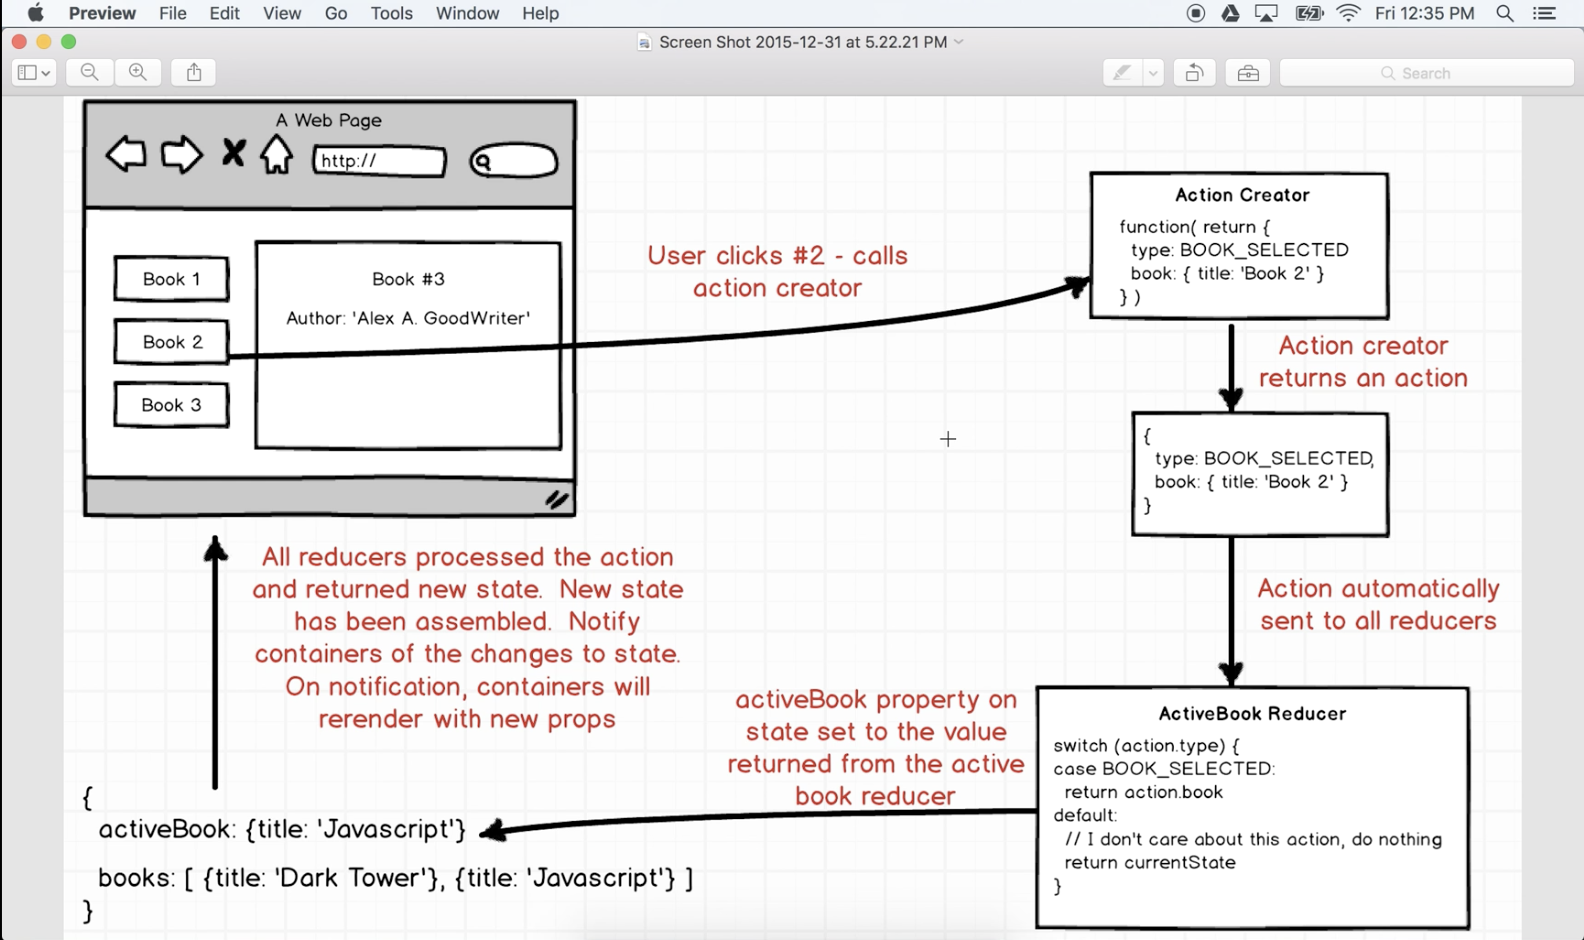 Preview File Edit View Go Tools Window Help
Fri 12:35 PM
Screen Shot 2015-12-31 at 5.22.21 PM
Search
A Web Page
http://
Book 1
Book 2
Book 3
Book #3
Author: 'Alex A. GoodWriter'
User clicks #2 - calls
action creator
Action Creator
function( return {
type: BOOK_SELECTED
book: { title: 'Book 2' }
} )
Action creator
returns an action
{
type: BOOK_SELECTED,
book: { title: 'Book 2' }
}
Action automatically
sent to all reducers
ActiveBook Reducer
switch (action.type) {
case BOOK_SELECTED:
return action.book
default:
// I don't care about this action, do nothing
return currentState
}
activeBook property on
state set to the value
returned from the active
book reducer
All reducers processed the action
and returned new state. New state
has been assembled. Notify
containers of the changes to state.
On notification, containers will
rerender with new props
{
activeBook: {title: 'Javascript'}
books: [ {title: 'Dark Tower'}, {title: 'Javascript'} ]
}